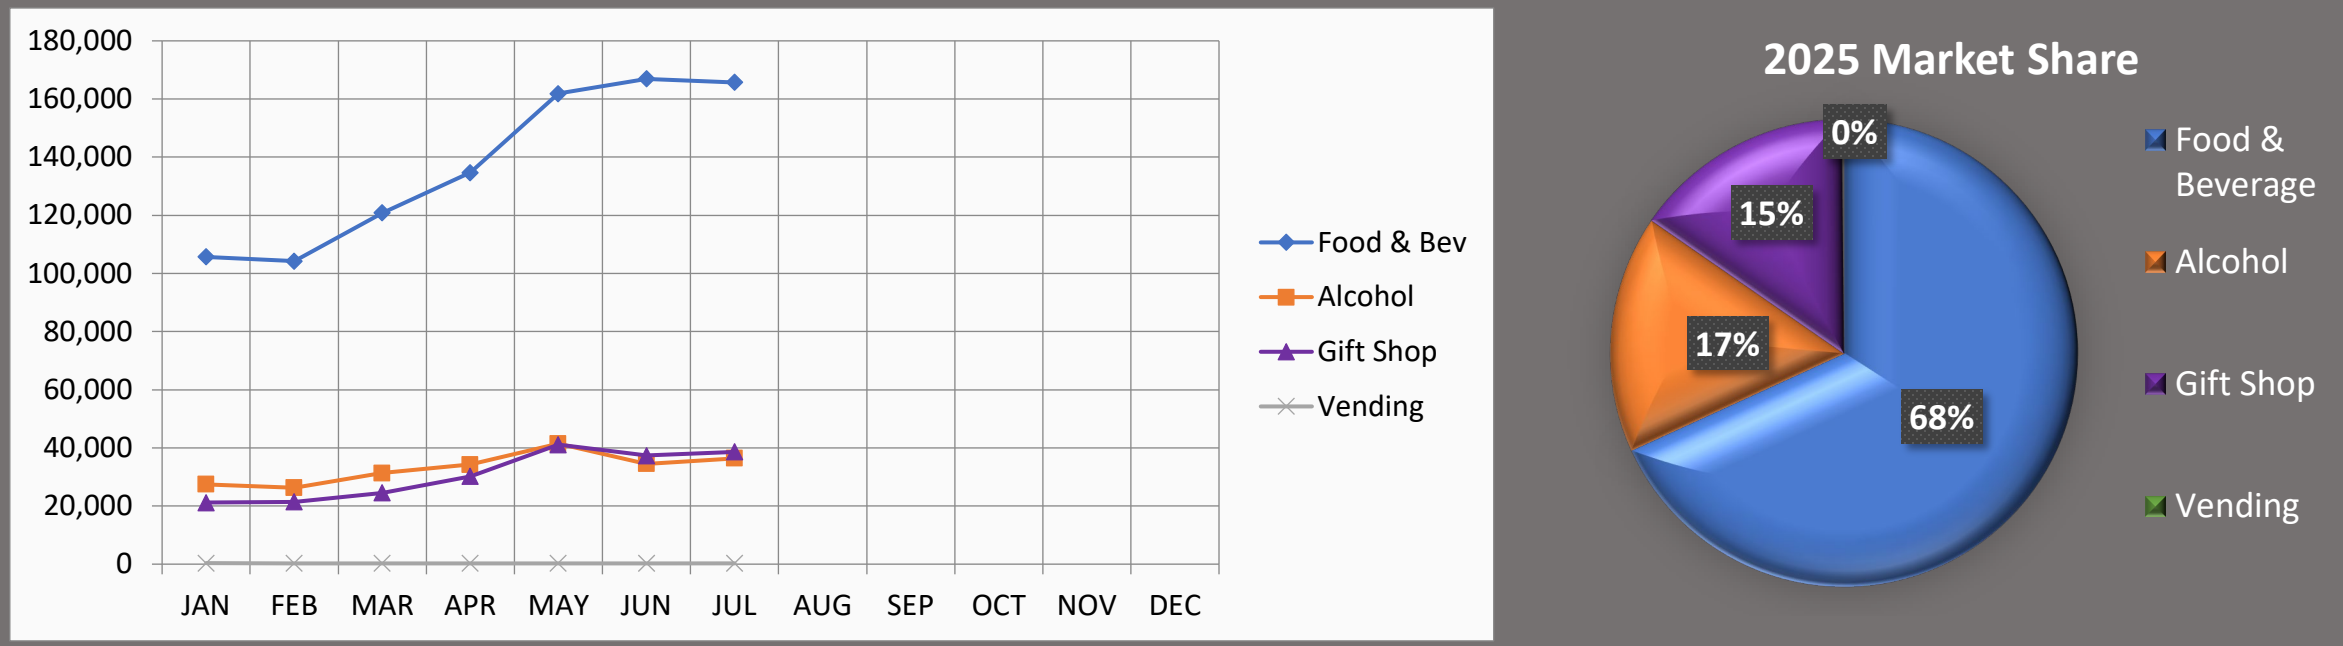 180,000
160,000
140,000
120,000
100,000
80,000
60,000
40,000
20,000
0
JAN FEB MAR APR MAY JUN JUL AUG SEP OCT NOV DEC
Food & Bev
Alcohol
Gift Shop
Vending
2025 Market Share
0%
15%
17%
68%
Food &
Beverage
Alcohol
Gift Shop
Vending